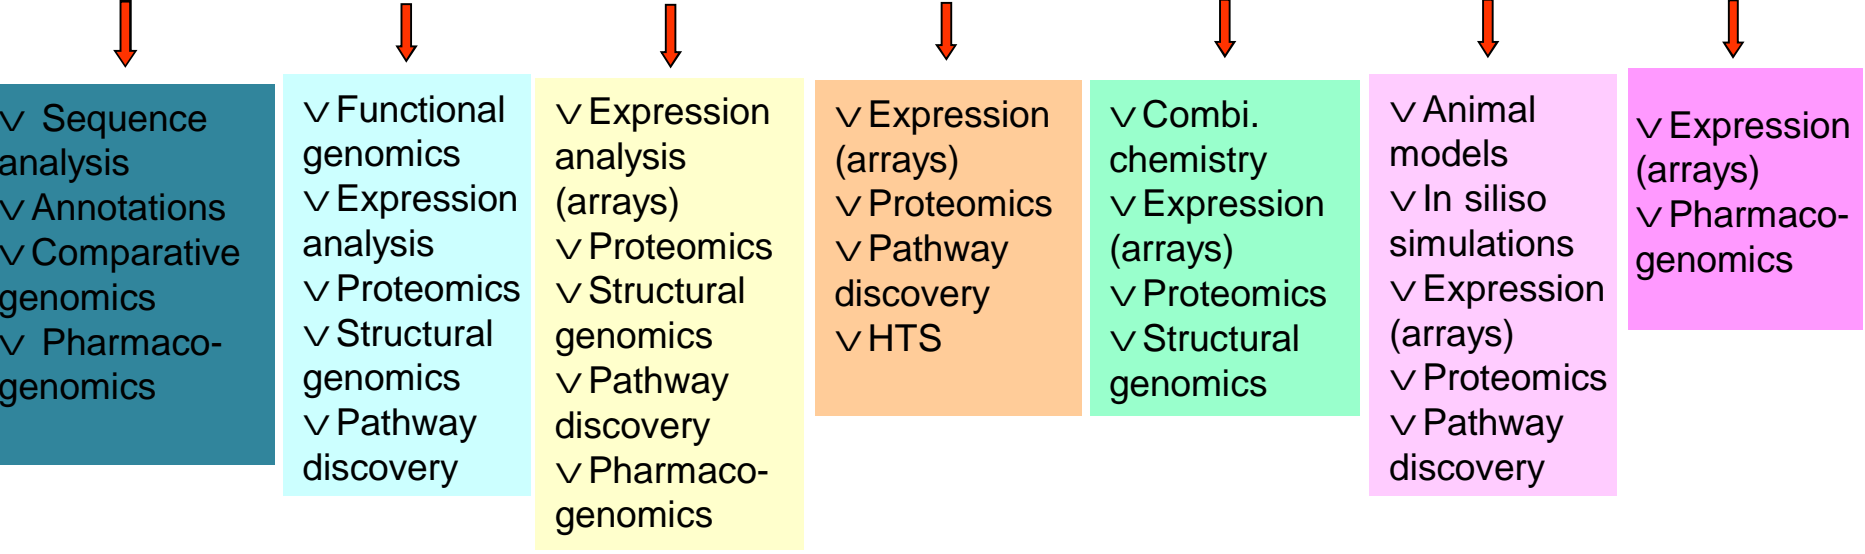 ∨ Sequence
analysis
∨ Annotations
∨ Comparative
genomics
∨ Pharmaco-
genomics
∨ Functional
genomics
∨ Expression
analysis
∨ Proteomics
∨ Structural
genomics
∨ Pathway
discovery
∨ Expression
analysis
(arrays)
∨ Proteomics
∨ Structural
genomics
∨ Pathway
discovery
∨ Pharmaco-
genomics
∨ Expression
(arrays)
∨ Proteomics
∨ Pathway
discovery
∨ HTS
∨ Combi.
chemistry
∨ Expression
(arrays)
∨ Proteomics
∨ Structural
genomics
∨ Animal
models
∨ In siliso
simulations
∨ Expression
(arrays)
∨ Proteomics
∨ Pathway
discovery
∨ Expression
(arrays)
∨ Pharmaco-
genomics